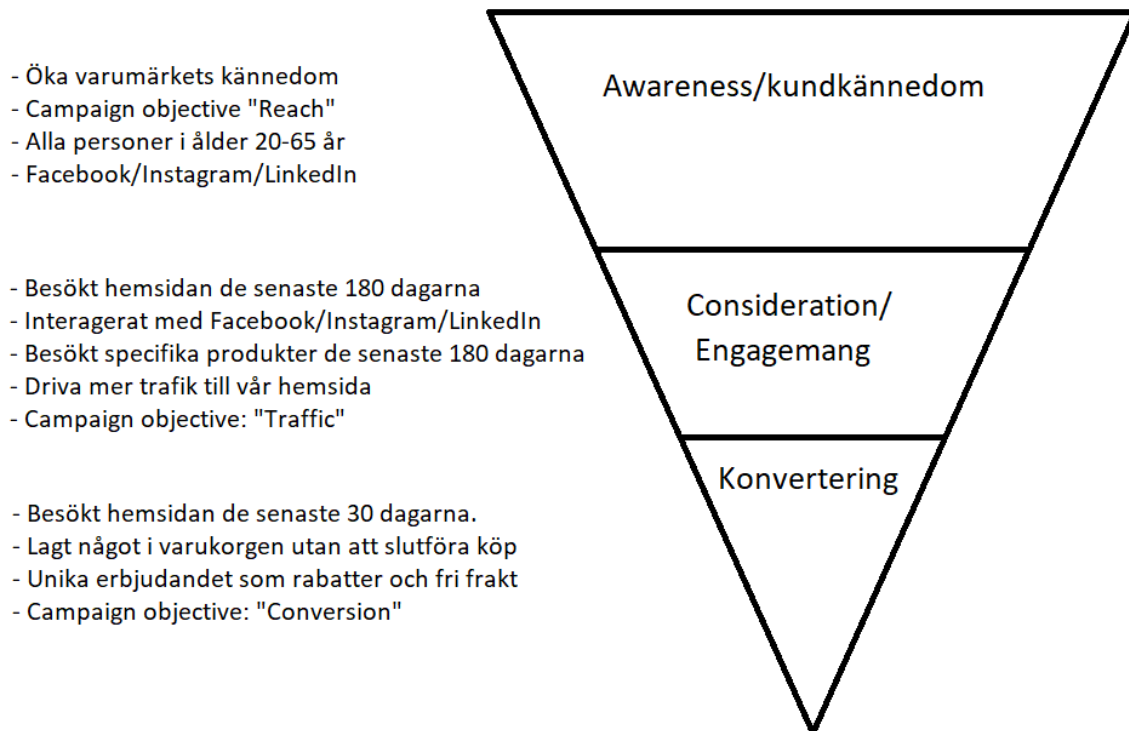 Awareness/kundkännedom
- Öka varumärkets kännedom
- Campaign objective "Reach"
- Alla personer i ålder 20-65 år
- Facebook/Instagram/LinkedIn
Consideration/
Engagemang
- Besökt hemsidan de senaste 180 dagarna
- Interagerat med Facebook/Instagram/LinkedIn
- Besökt specifika produkter de senaste 180 dagarna
- Driva mer trafik till vår hemsida
- Campaign objective: "Traffic"
Konvertering
- Besökt hemsidan de senaste 30 dagarna.
- Lagt något i varukorgen utan att slutföra köp
- Unika erbjudandet som rabatter och fri frakt
- Campaign objective: "Conversion"